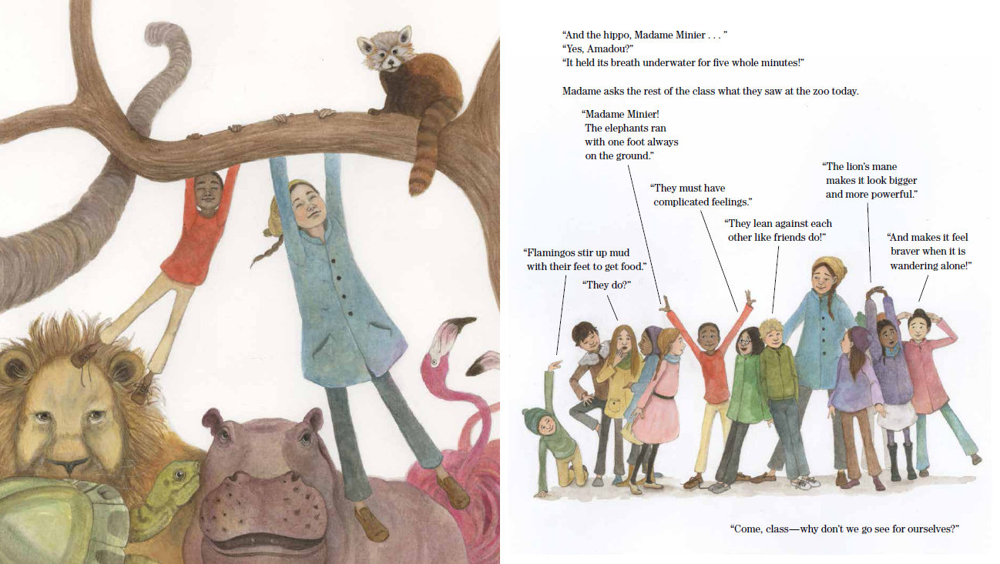 “And the hippo, Madame Minier . . . ”
“Yes, Amadou?”
“It held its breath underwater for five whole minutes!”
Madame asks the rest of the class what they saw at the zoo today.
“Madame Minier!
The elephants ran
with one foot always
on the ground.”
“They must have
complicated feelings.”
“The lion’s mane
makes it look bigger
and more powerful.”
“They lean against each
other like friends do!”
“And makes it feel
braver when it is
wandering alone!”
“Flamingos stir up mud
with their feet to get food.”
“They do?”
“Come, class—why don’t we go see for ourselves?”